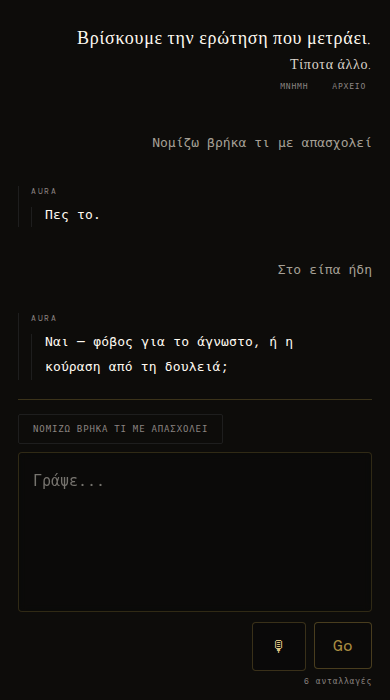 Βρίσκουμε την ερώτηση που μετράει.
Τίποτα άλλο.
ΜΝΗΜΗ ΑΡΧΕΙΟ
Νομίζω βρήκα τι με απασχολεί
AURA
Πες το.
Στο είπα ήδη
AURA
Ναι — φόβος για το άγνωστο, ή η
κούραση από τη δουλειά;
ΝΟΜΙΖΩ ΒΡΗΚΑ ΤΙ ΜΕ ΑΠΑΣΧΟΛΕΙ
Γράψε...
Go
6 ανταλλαγές